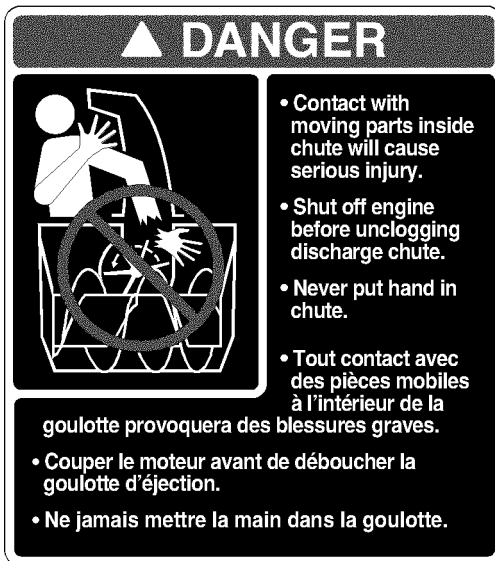 DANGER
• Contact with
moving parts inside
chute will cause
serious injury.
• Shut off engine
before unclogging
discharge chute.
• Never put hand in
chute.
• Tout contact avec
des pièces mobiles
à l'intérieur de la
goulotte provoquera des blessures graves.
• Couper le moteur avant de déboucher la
goulotte d'éjection.
• Ne jamais mettre la main dans la goulotte.